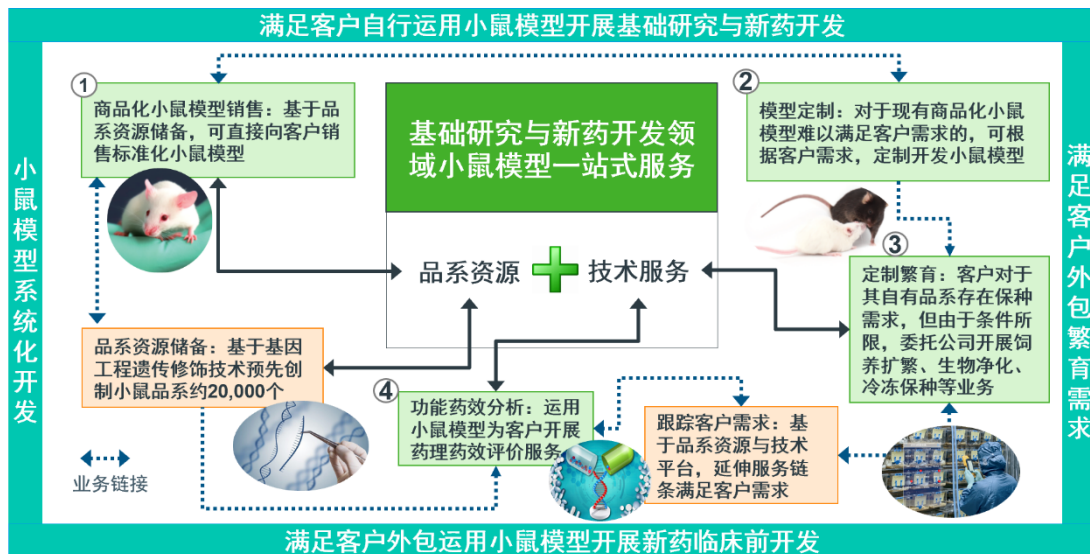 满足客户自行运用小鼠模型开展基础研究与新药开发
小鼠模型系统化开发
①
商品化小鼠模型销售：基于品
系资源储备，可直接向客户销
售标准化小鼠模型
基础研究与新药开发领
域小鼠模型一站式服务
②
模型定制：对于现有商品化小鼠
模型难以满足客户需求的，可根
据客户需求，定制开发小鼠模型
满足客户外包繁育需求
品系资源
技术服务
③
定制繁育：客户对于
其自有品系存在保种
需求，但由于条件所
限，委托公司开展饲
养扩繁、生物净化、
冷冻保种等业务
品系资源储备：基于基因
工程遗传修饰技术预先创
制小鼠品系约20,000个
④
功能药效分析：运用
小鼠模型为客户开展
药理药效评价服务
跟踪客户需求：基
于品系资源与技术
平台，延伸服务链
条满足客户需求
业务链接
满足客户外包运用小鼠模型开展新药临床前开发